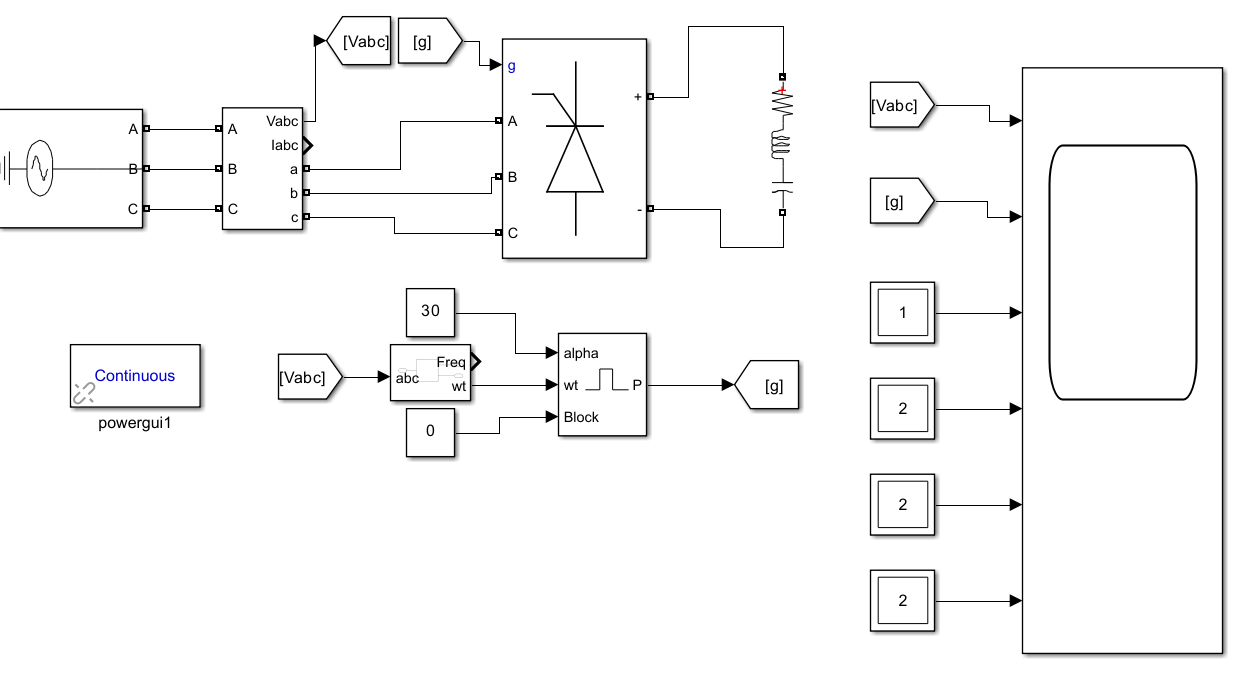 [Vabc]
[g]
g
+
A
B
C
-
A
B
C
A
B
C
Vabc
Iabc
a
b
c
[Vabc]
[g]
1
2
2
2
30
Continuous
powergui1
[Vabc]
abc
Freq
wt
0
alpha
wt
Block
P
[g]